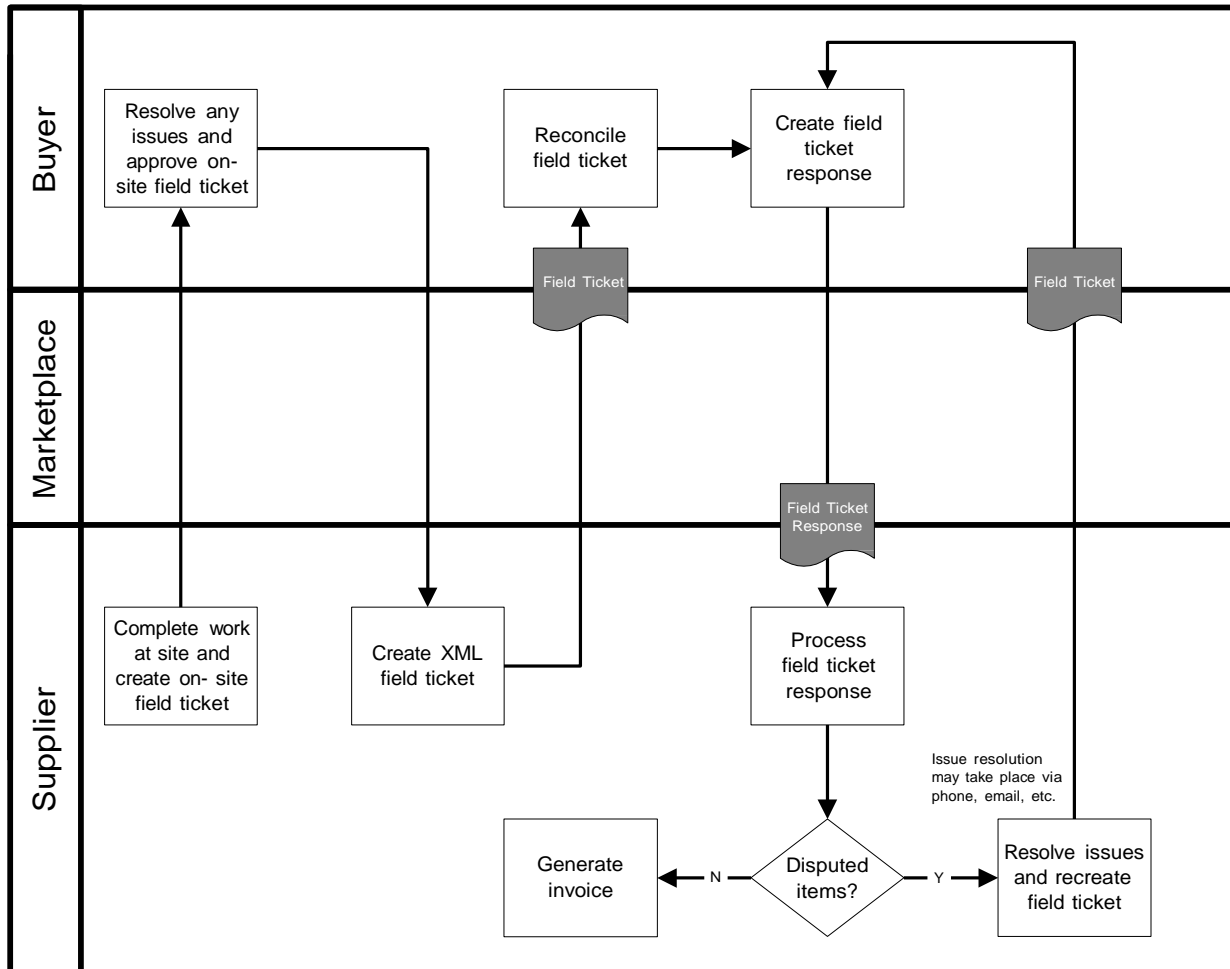 Buyer
Resolve any
issues and
approve on-
site field ticket
Reconcile
field ticket
Create field
ticket
response
Field Ticket
Field Ticket
Marketplace
Field Ticket
Response
Supplier
Complete work
at site and
create on- site
field ticket
Create XML
field ticket
Process
field ticket
response
Issue resolution
may take place via
phone, email, etc.
Generate
invoice
N
Disputed
items?
Y
Resolve issues
and recreate
field ticket